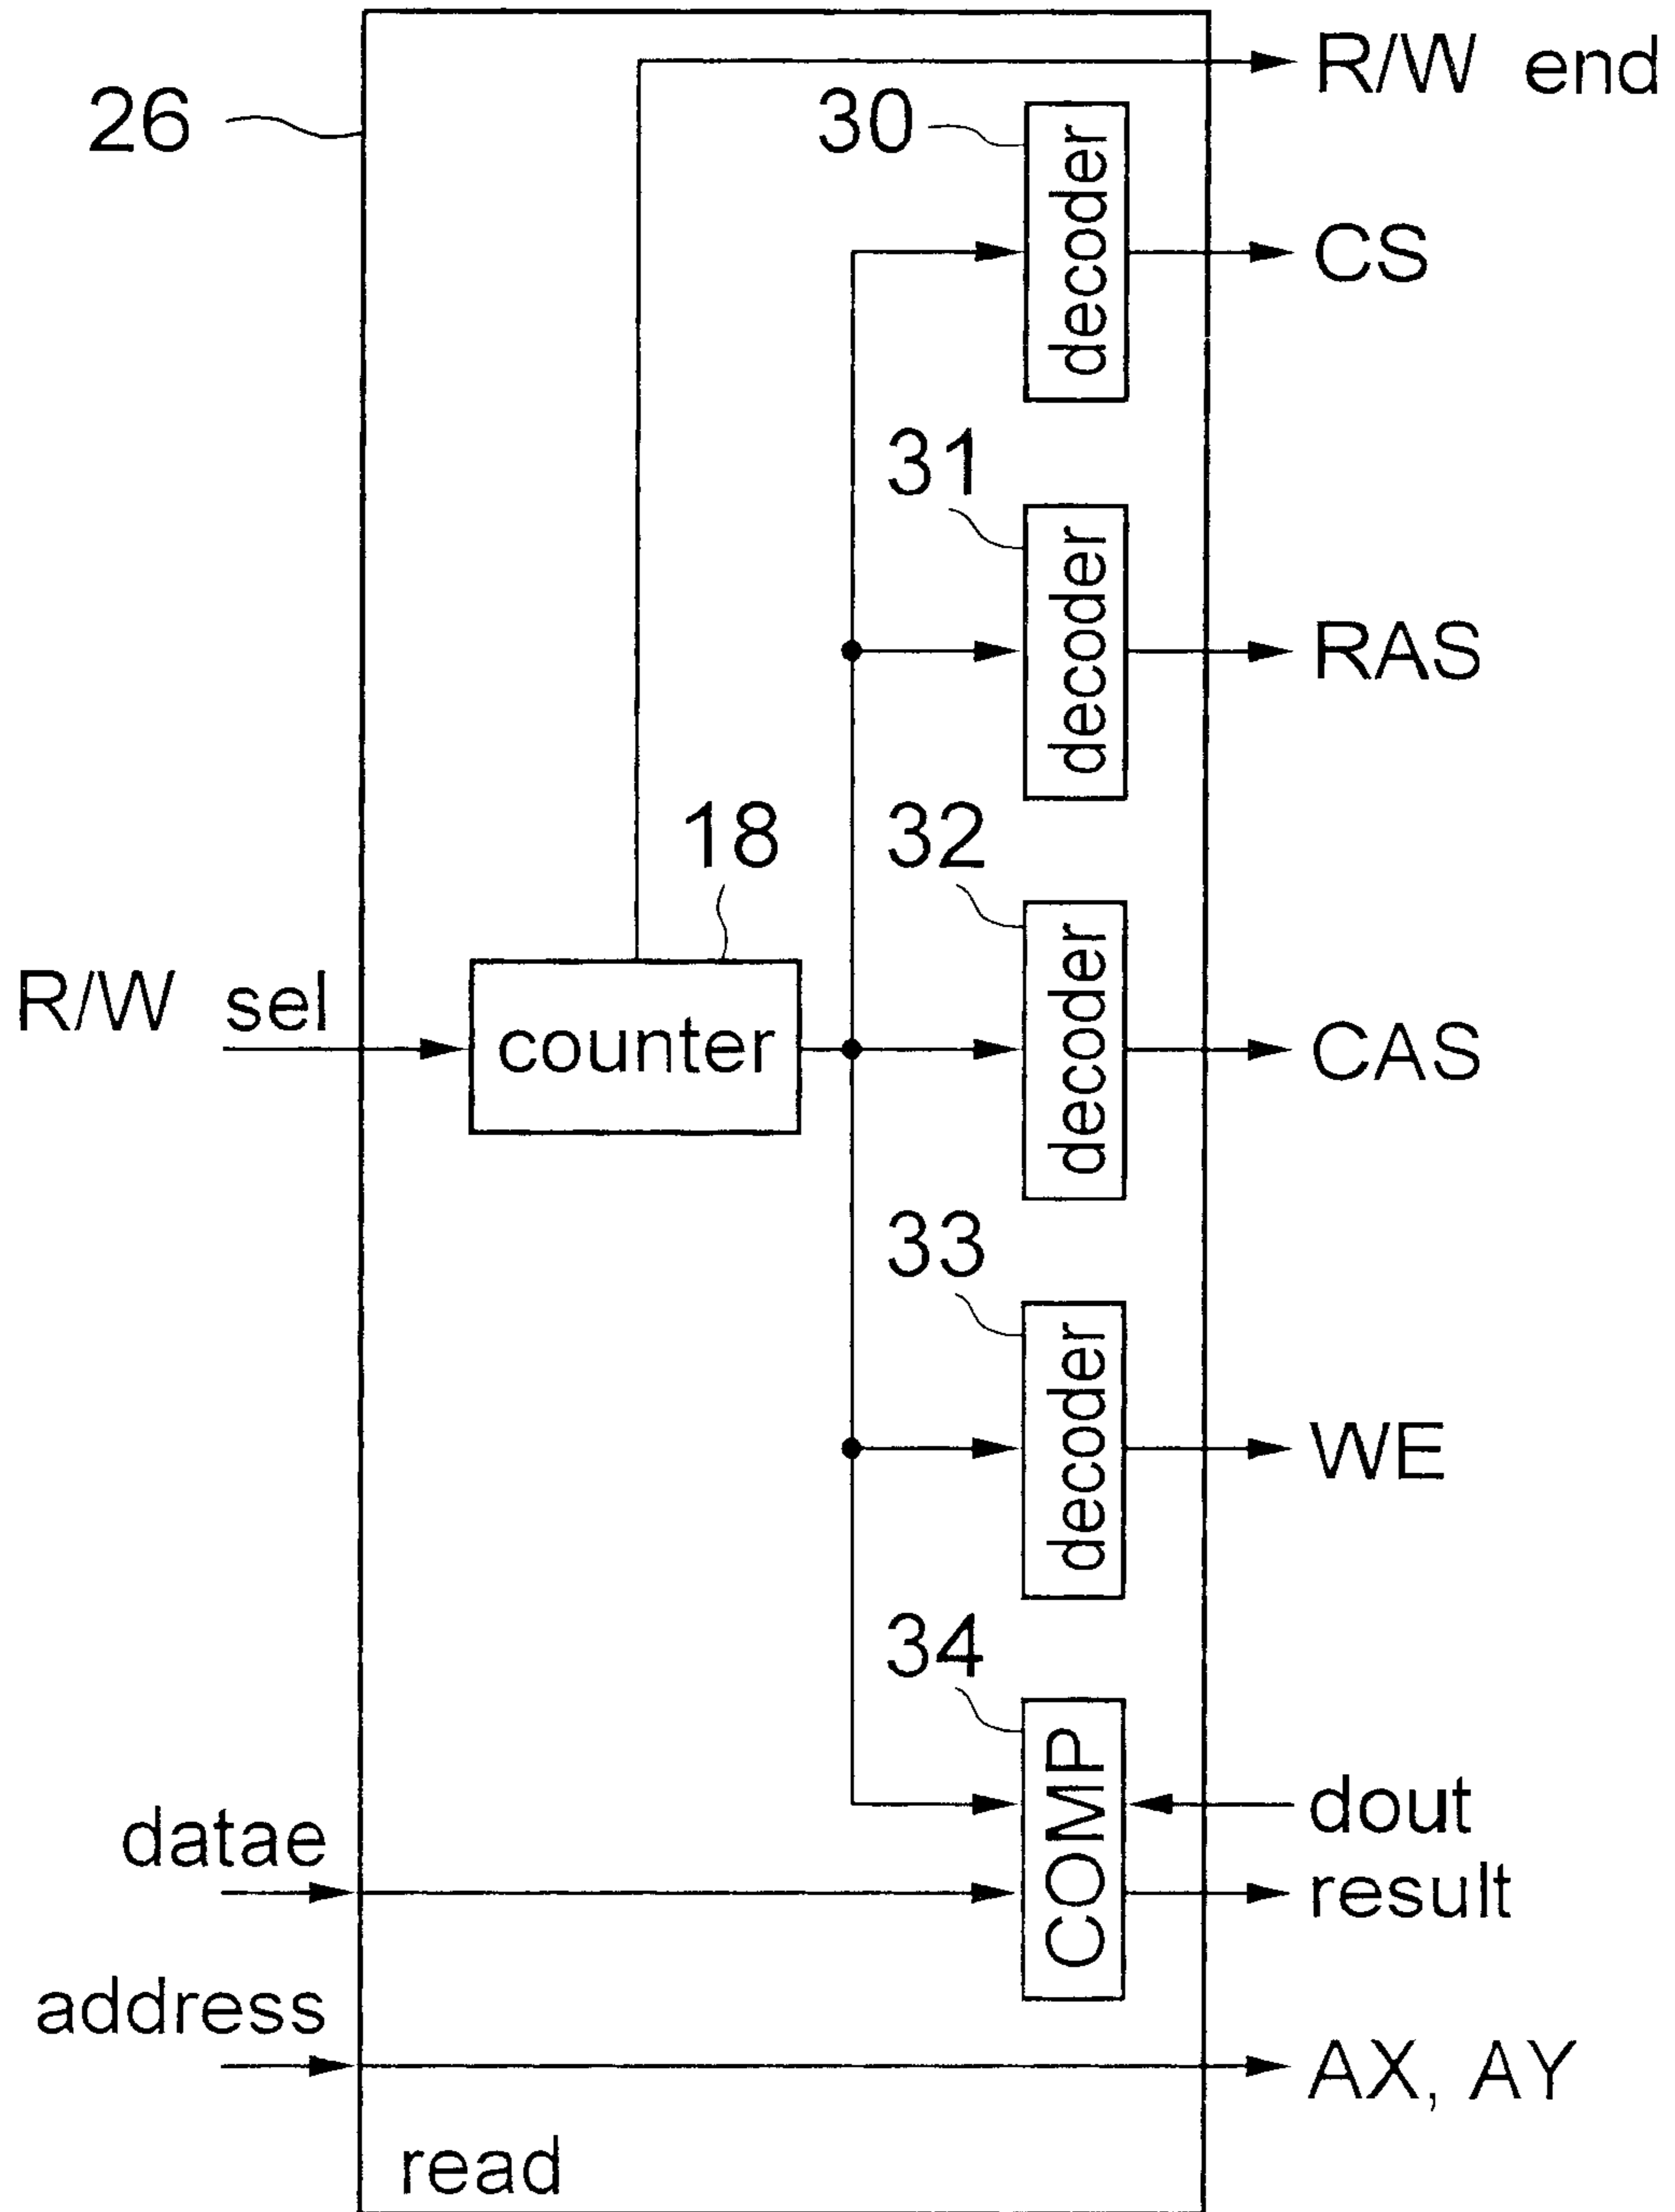 R/W end
26
30
decoder
CS
31
decoder
RAS
18
32
R/W sel
counter
decoder
CAS
33
decoder
WE
34
COMP
datae
dout
result
address
AX, AY
read